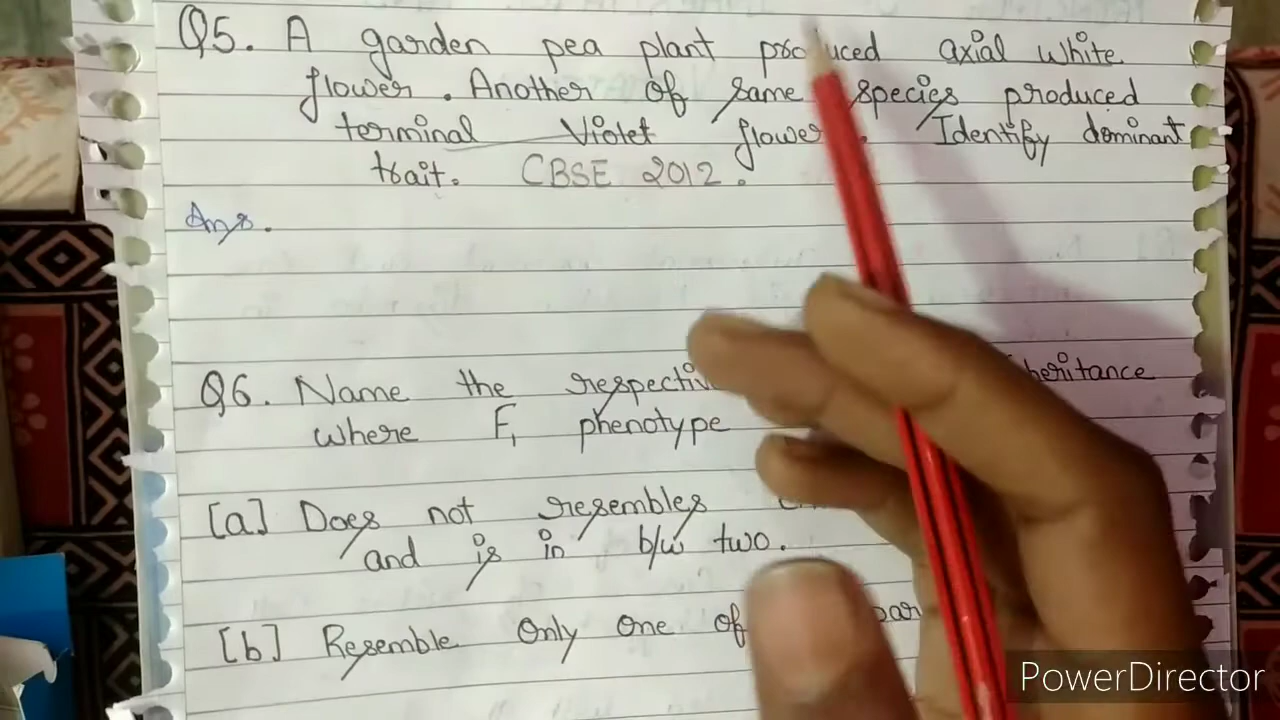 Q5. A garden pea plant produced axial white
flower. Another of same species produced
terminal Violet flower. Identify dominant
trait. CBSE 2012.
Ans.
Q6. Name the
where F₁ phenotype
[a] Does not resembles
and is in b/w two.
[b] Resemble Only one of
PowerDirector